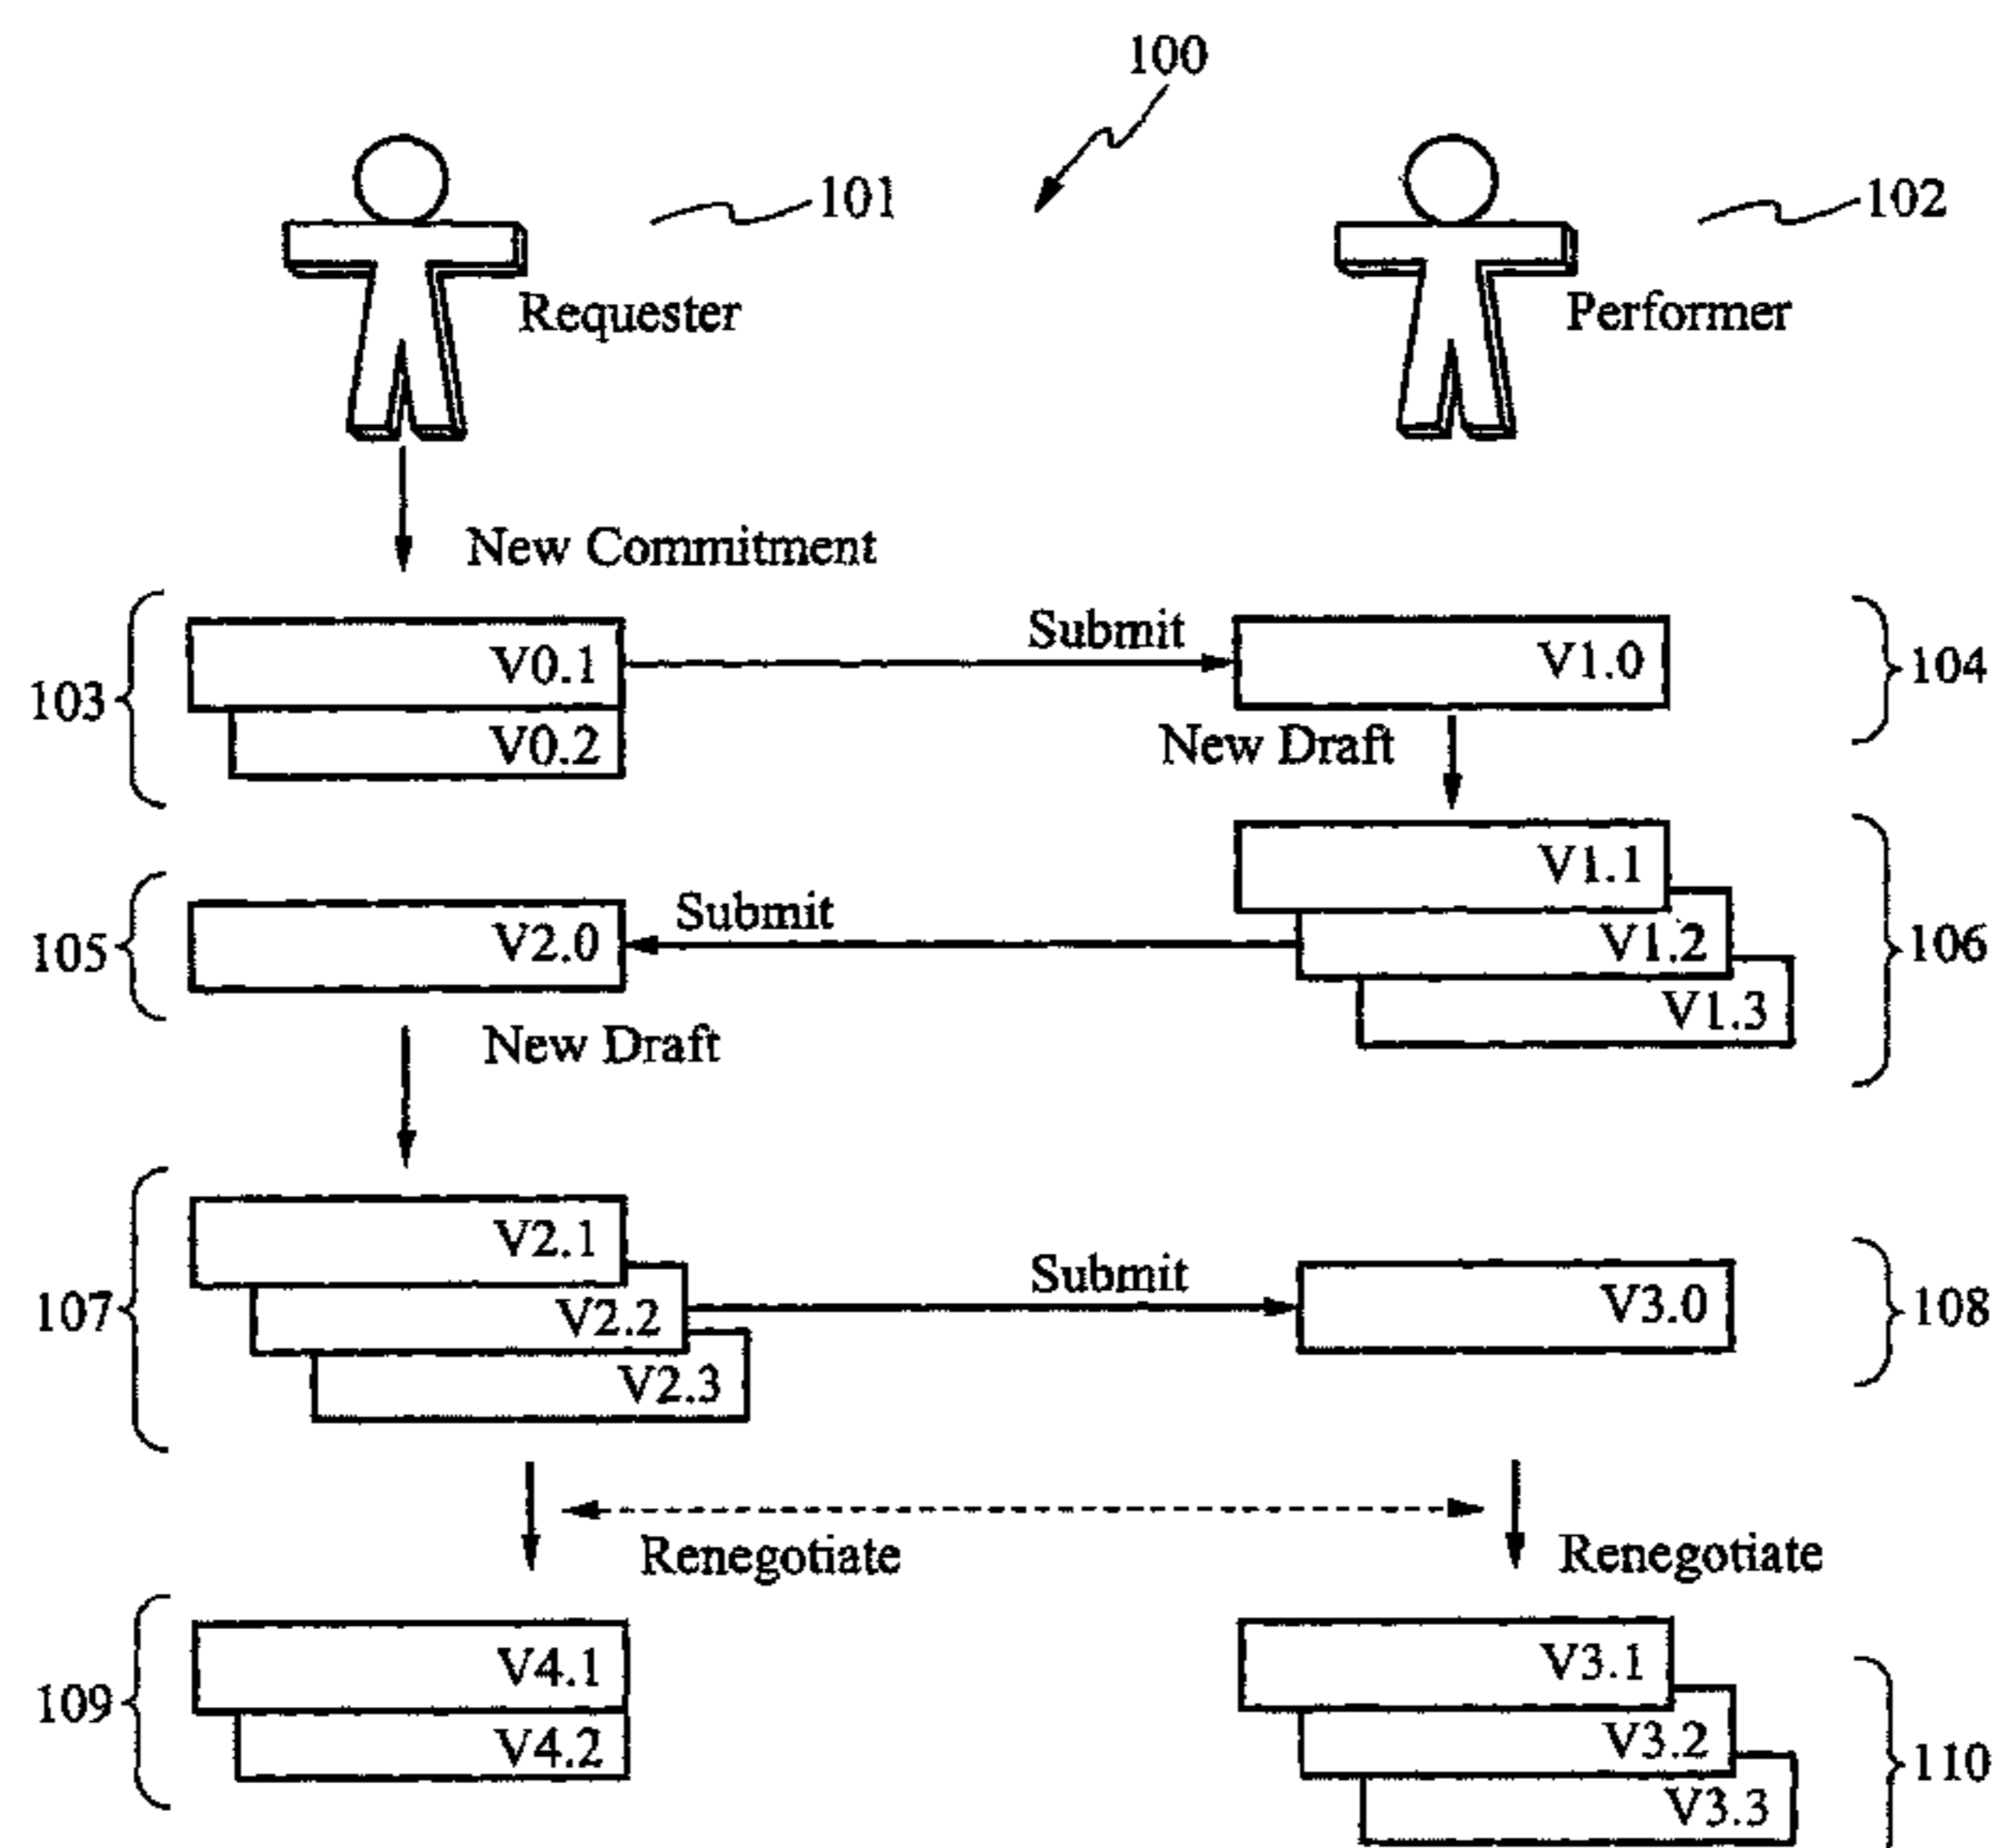 100
101
102
Requester
Performer
New Commitment
103
V0.1
Submit
V1.0
104
V0.2
New Draft
V1.1
105
V2.0
Submit
V1.2
106
V1.3
New Draft
107
V2.1
V2.2
Submit
V3.0
108
V2.3
Renegotiate
Renegotiate
109
V4.1
V3.1
V4.2
V3.2
110
V3.3